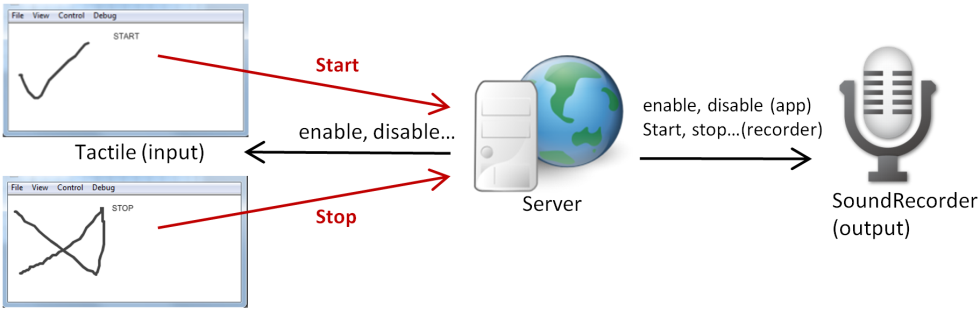 File View Control Debug
START
Start
enable, disable...
Tactile (input)
File View Control Debug
STOP
Stop
Server
enable, disable (app)
Start, stop...(recorder)
SoundRecorder
(output)